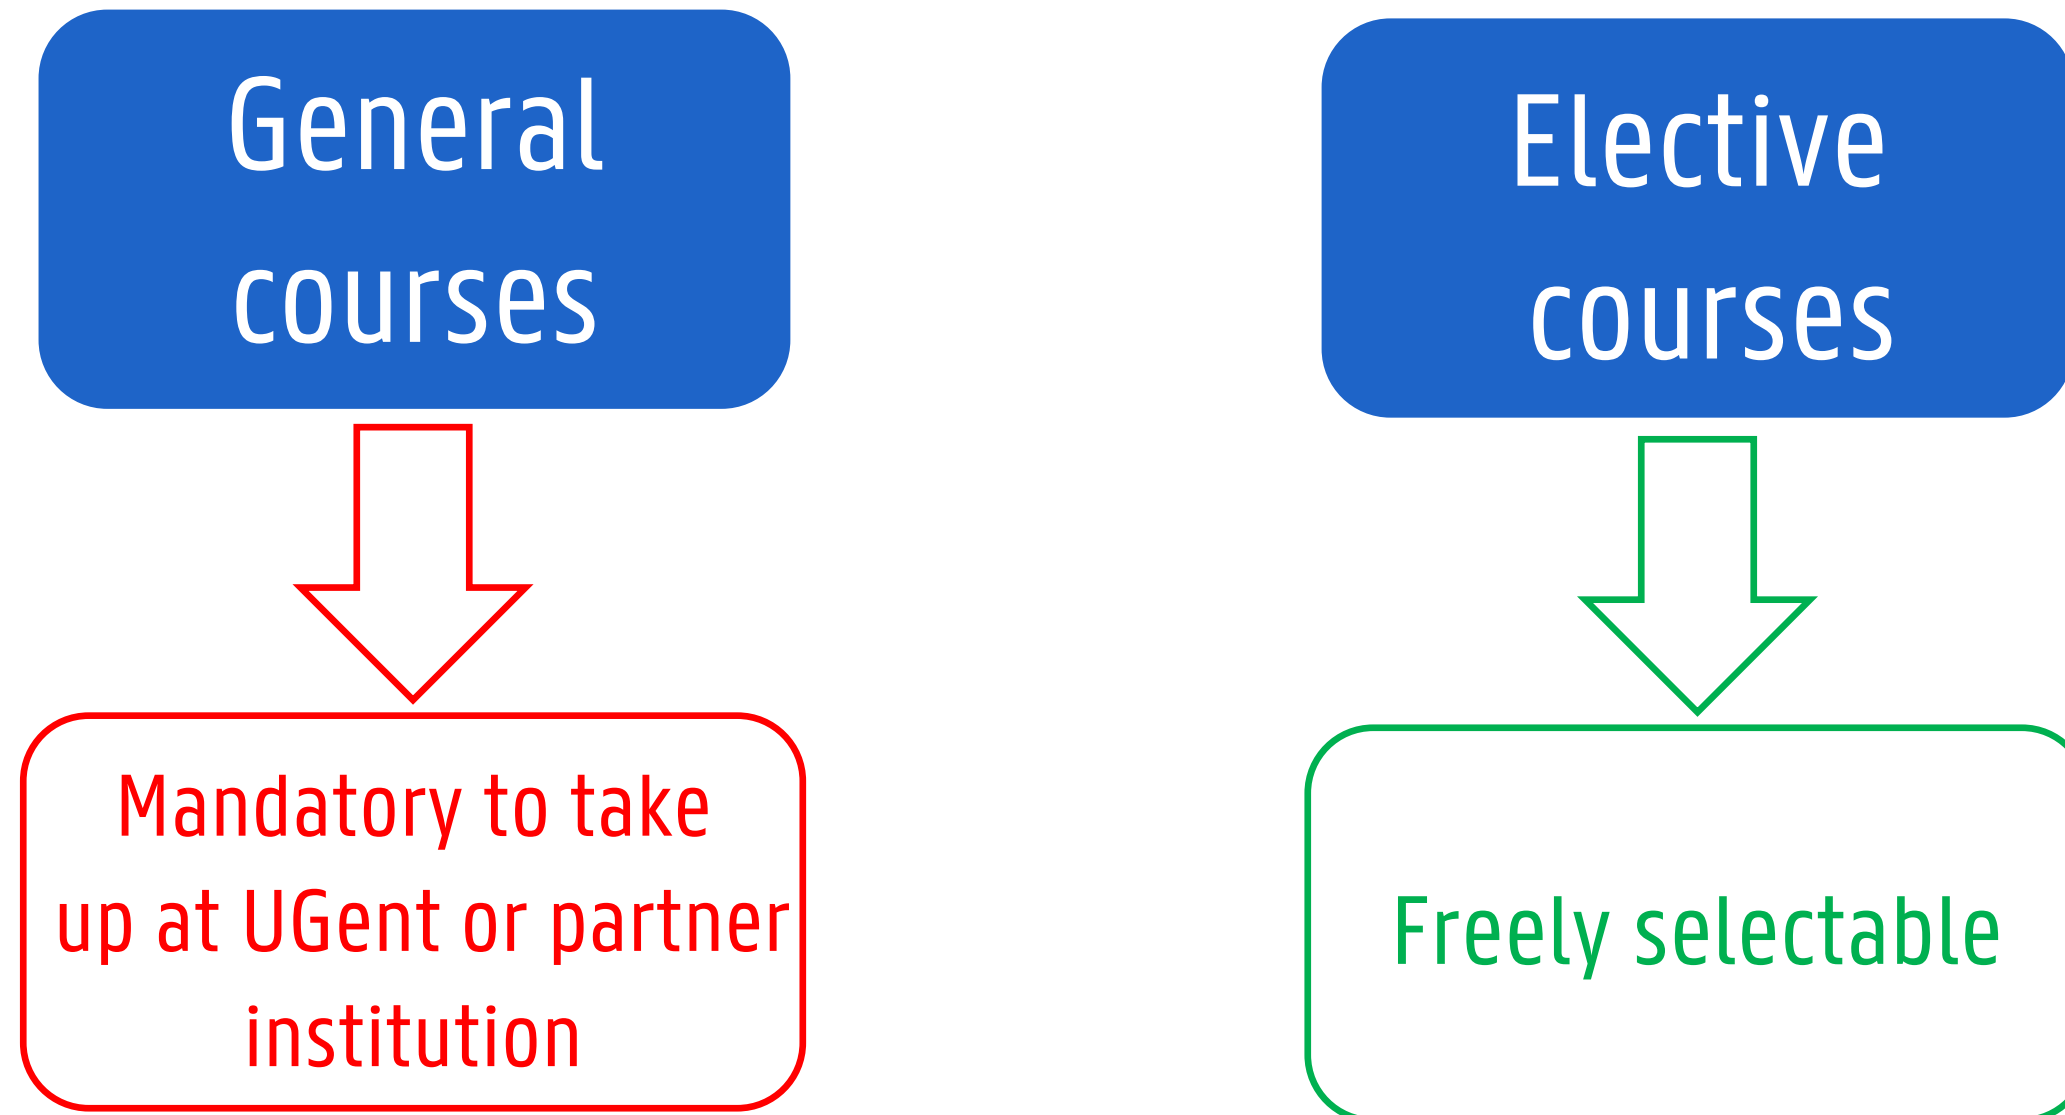 General
courses
Mandatory to take
up at UGent or partner
institution
Elective
courses
Freely selectable